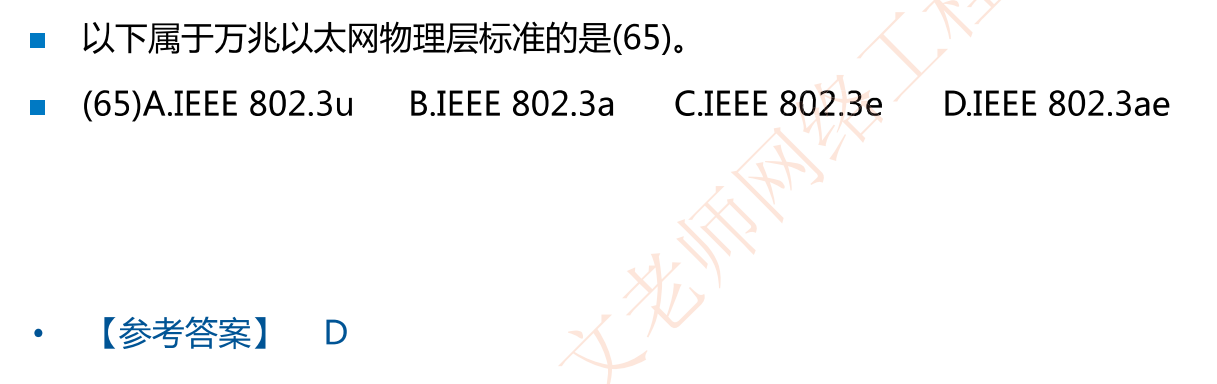 以下属于万兆以太网物理层标准的是(65)。
(65)A.IEEE 802.3u B.IEEE 802.3a C.IEEE 802.3e D.IEEE 802.3ae
【参考答案】 D
文老师网络工程